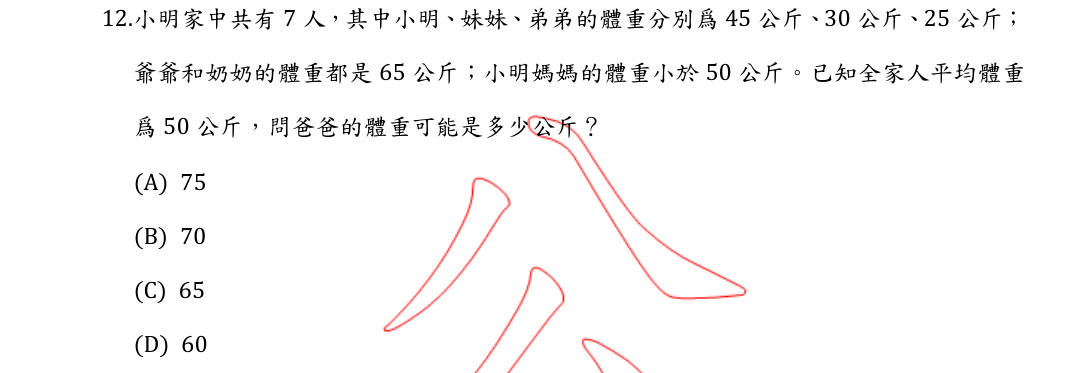 12.小明家中共有 7 人，其中小明、妹妹、弟弟的體重分別爲 45 公斤、30 公斤、25 公斤；
爺爺和奶奶的體重都是 65 公斤；小明媽媽的體重小於 50 公斤。已知全家人平均體重
爲 50 公斤，問爸爸的體重可能是多少公斤？
(A) 75
(B) 70
(C) 65
(D) 60